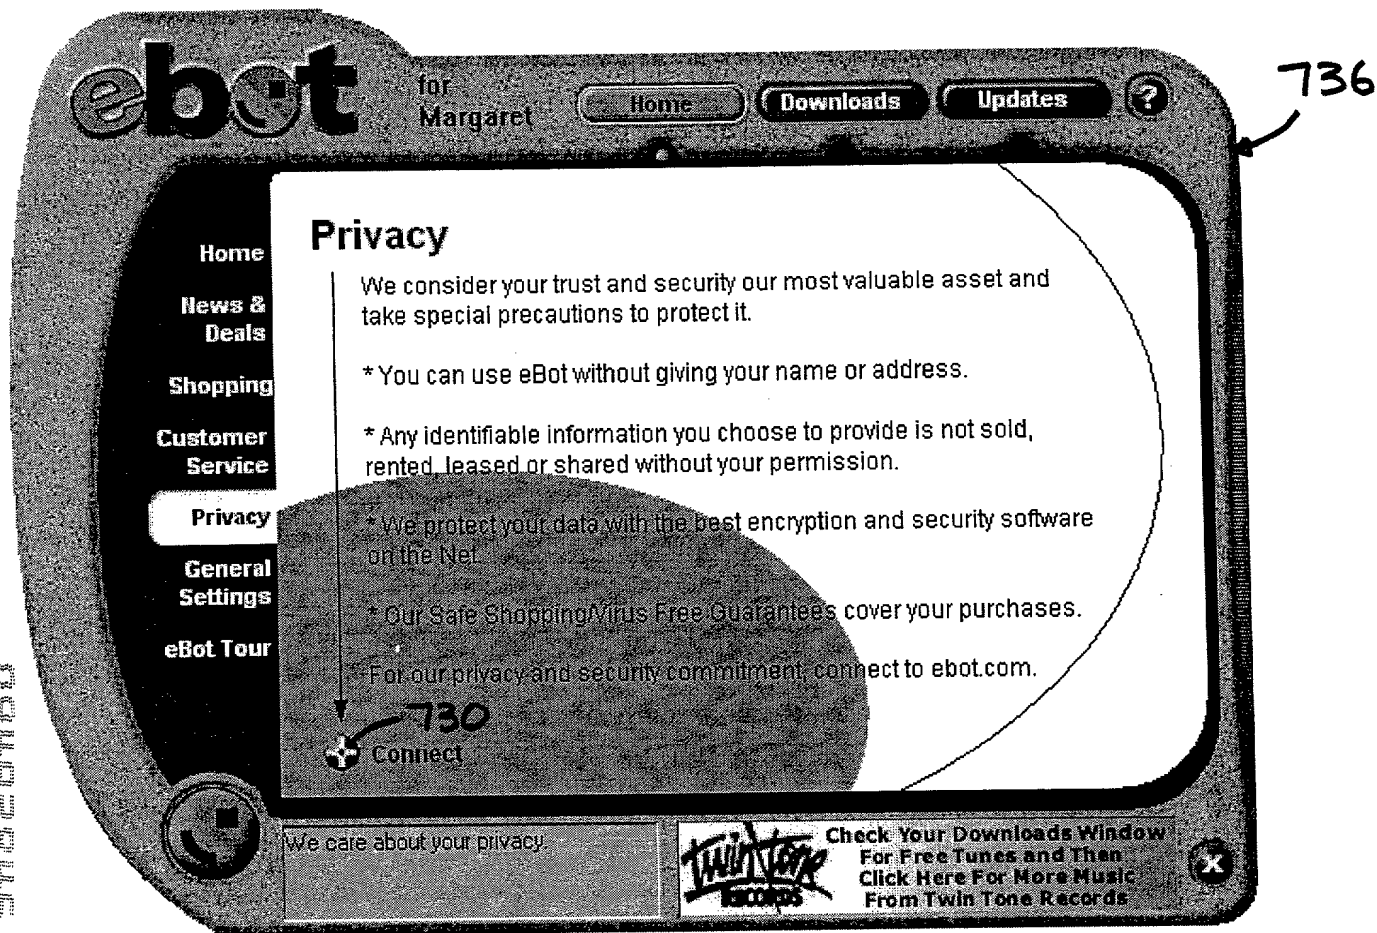 ebot
for
Margaret
Home
Downloads
Updates
?
736
Privacy
Home
News &
Deals
Shopping
Customer
Service
Privacy
General
Settings
eBot Tour
We consider your trust and security our most valuable asset and
take special precautions to protect it.
* You can use eBot without giving your name or address.
* Any identifiable information you choose to provide is not sold,
rented, leased or shared without your permission.
* We protect your data with the best encryption and security software
on the Net.
* Our Safe Shopping/Virus Free Guarantees cover your purchases.
For our privacy and security commitment, connect to ebot.com.
730
Connect
We care about your privacy.
Twin Tone
RECORDS
Check Your Downloads Window
For Free Tunes and Then
Click Here For More Music
From Twin Tone Records
X